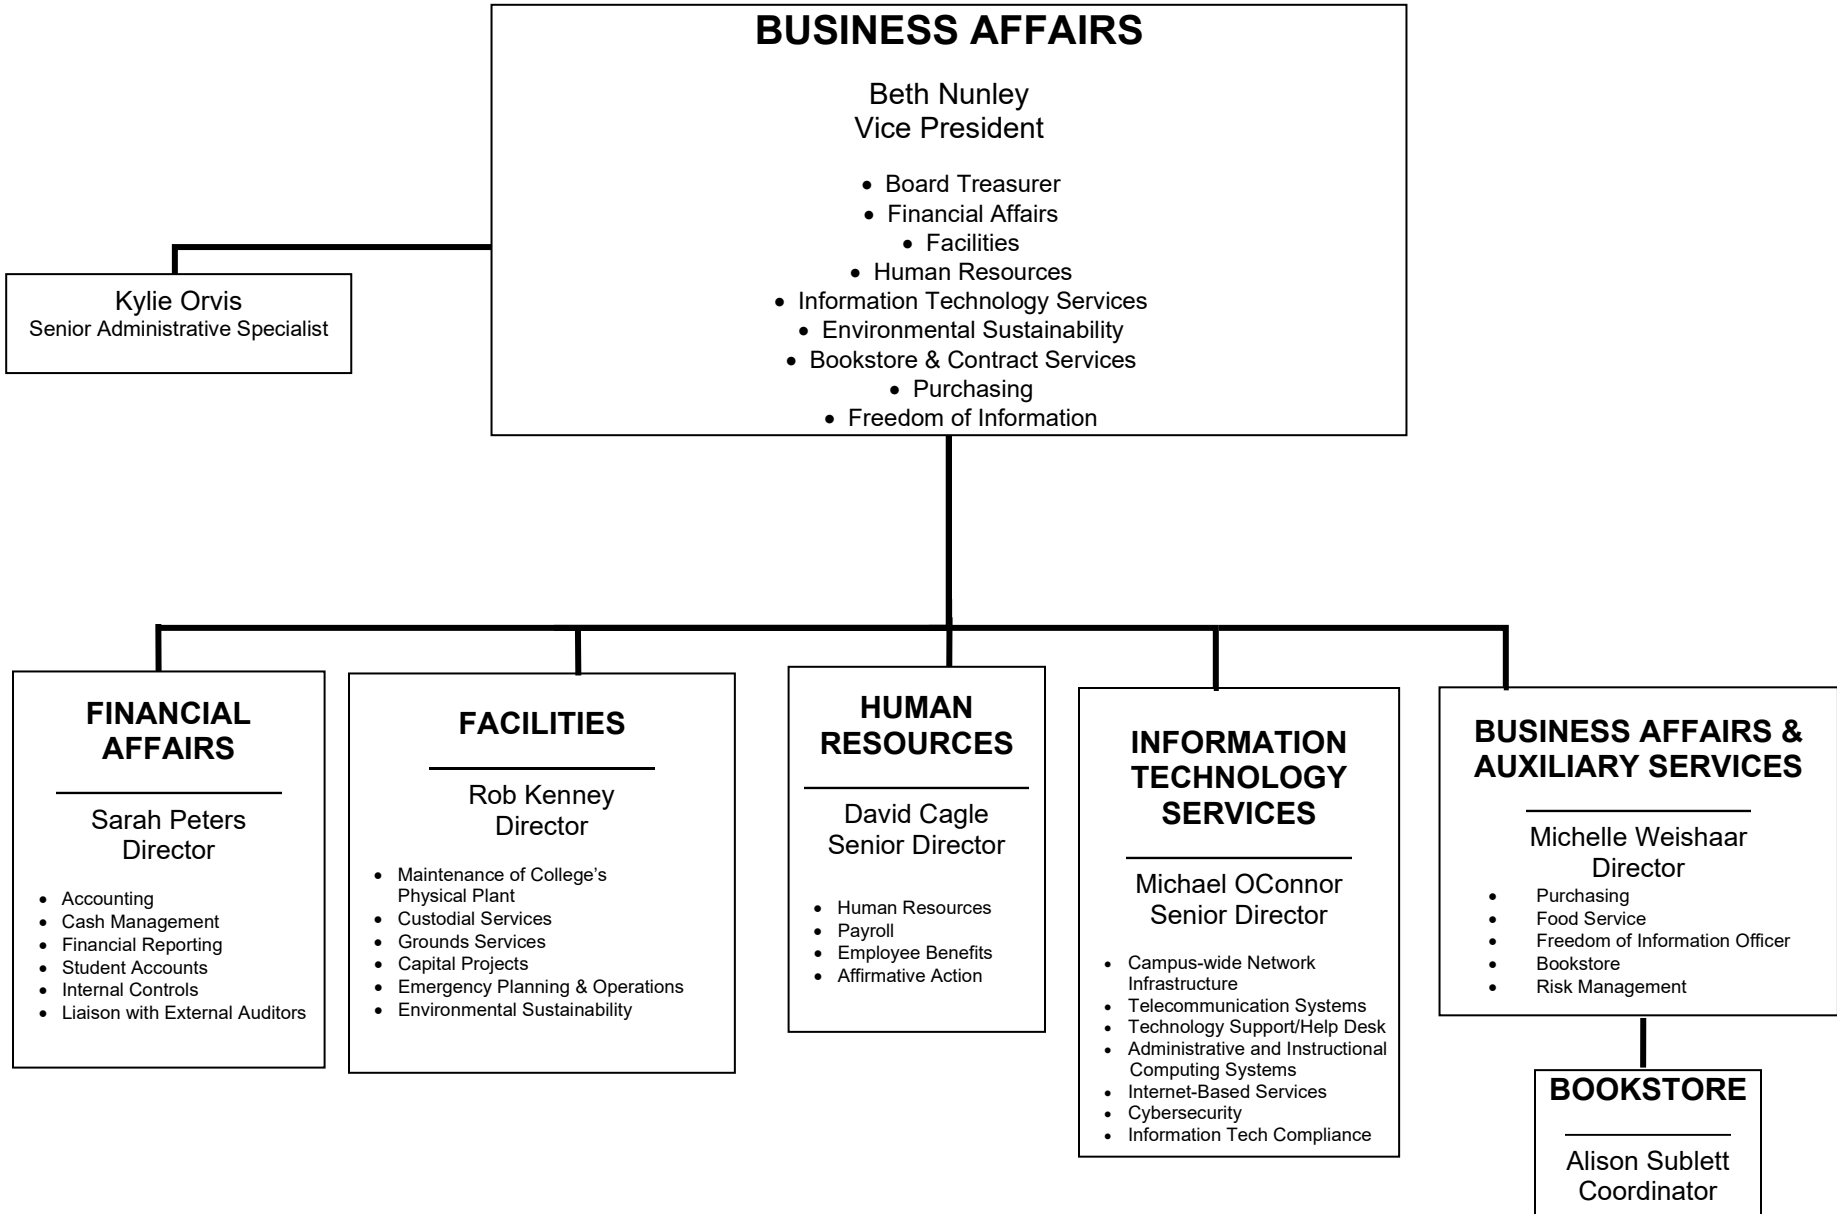 BUSINESS AFFAIRS
Beth Nunley
Vice President
• Board Treasurer
• Financial Affairs
• Facilities
• Human Resources
• Information Technology Services
• Environmental Sustainability
• Bookstore & Contract Services
• Purchasing
• Freedom of Information
Kylie Orvis
Senior Administrative Specialist
FINANCIAL
AFFAIRS
Sarah Peters
Director
• Accounting
• Cash Management
• Financial Reporting
• Student Accounts
• Internal Controls
• Liaison with External Auditors
FACILITIES
Rob Kenney
Director
• Maintenance of College’s
Physical Plant
• Custodial Services
• Grounds Services
• Capital Projects
• Emergency Planning & Operations
• Environmental Sustainability
HUMAN
RESOURCES
David Cagle
Senior Director
• Human Resources
• Payroll
• Employee Benefits
• Affirmative Action
INFORMATION
TECHNOLOGY
SERVICES
Michael OConnor
Senior Director
• Campus-wide Network
Infrastructure
• Telecommunication Systems
• Technology Support/Help Desk
• Administrative and Instructional
Computing Systems
• Internet-Based Services
• Cybersecurity
• Information Tech Compliance
BUSINESS AFFAIRS &
AUXILIARY SERVICES
Michelle Weishaar
Director
• Purchasing
• Food Service
• Freedom of Information Officer
• Bookstore
• Risk Management
BOOKSTORE
Alison Sublett
Coordinator